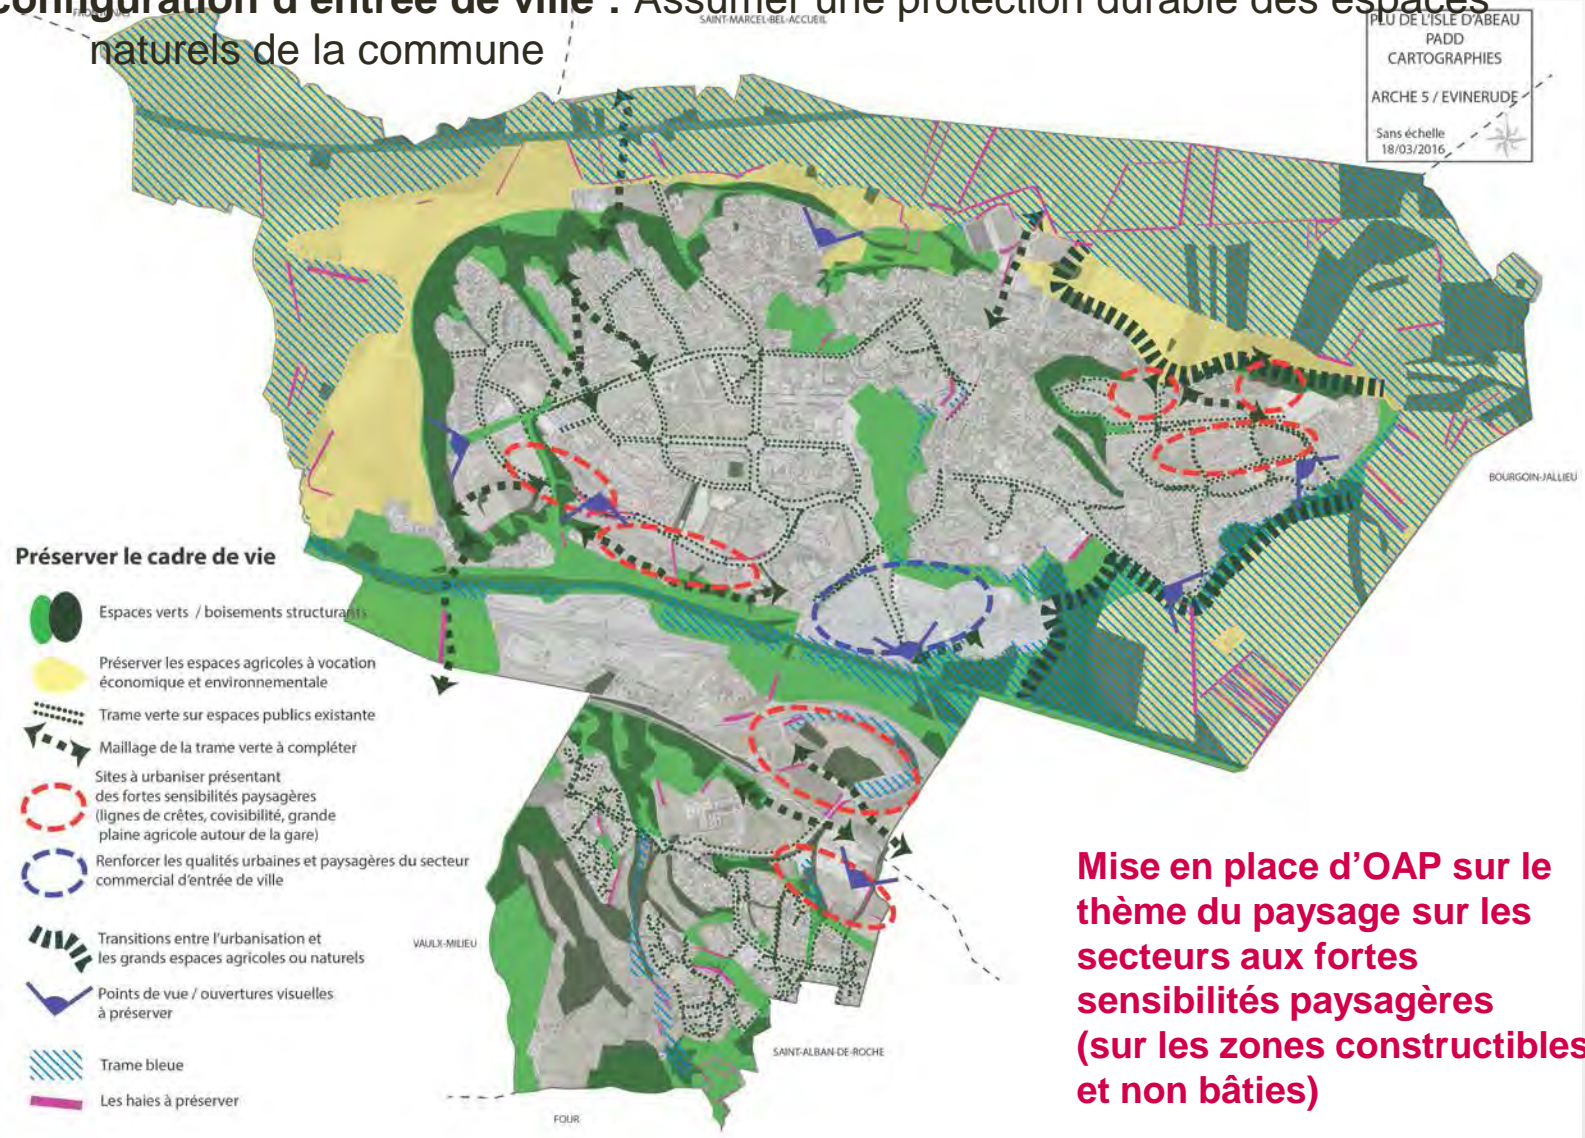 onfiguration d'entrée de ville : Assumer une protection durable des espaces
naturels de la commune
SAINT-MARCEL-BEL-ACCUEIL
PLU DE L'ISLE D'ABEAU
PADD
CARTOGRAPHIES
ARCHE 5 / EVINERUDE
Sans échelle
18/03/2016
BOURGOIN-JALLIEU
Préserver le cadre de vie
Espaces verts / boisements structurants
Préserver les espaces agricoles à vocation
économique et environnementale
Trame verte sur espaces publics existante
Maillage de la trame verte à compléter
Sites à urbaniser présentant
des fortes sensibilités paysagères
(lignes de crêtes, covisibilité, grande
plaine agricole autour de la gare)
Renforcer les qualités urbaines et paysagères du secteur
commercial d'entrée de ville
Transitions entre l'urbanisation et
les grands espaces agricoles ou naturels
Points de vue / ouvertures visuelles
à préserver
Trame bleue
Les haies à préserver
VAULX-MILIEU
FOUR
SAINT-ALBAN-DE-ROCHE
Mise en place d'OAP sur le
thème du paysage sur les
secteurs aux fortes
sensibilités paysagères
(sur les zones constructibles
et non bâties)